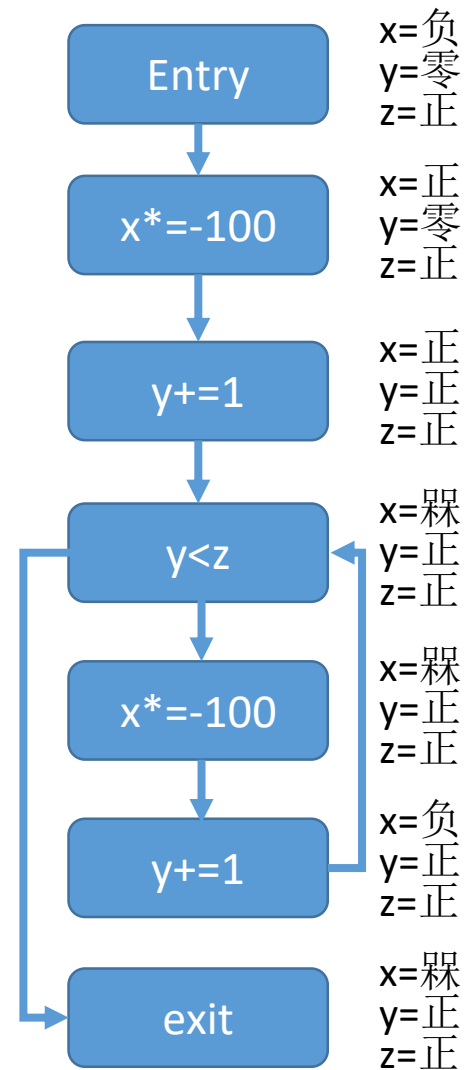 Entry
x=负
y=零
z=正
x*=-100
x=正
y=零
z=正
y+=1
x=正
y=正
z=正
y<z
x=槑
y=正
z=正
x*=-100
x=槑
y=正
z=正
y+=1
x=负
y=正
z=正
exit
x=槑
y=正
z=正